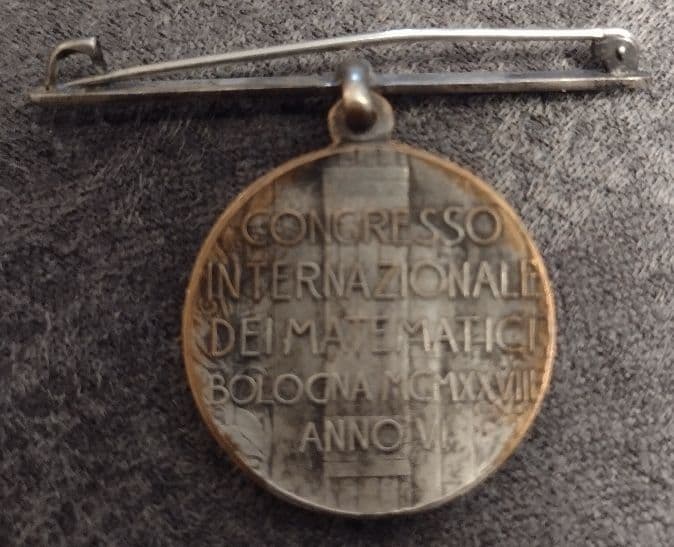 CONGRESSO
INTERNAZIONALE
DEI MATEMATICI
BOLOGNA MCMXXVIII
ANNO VI